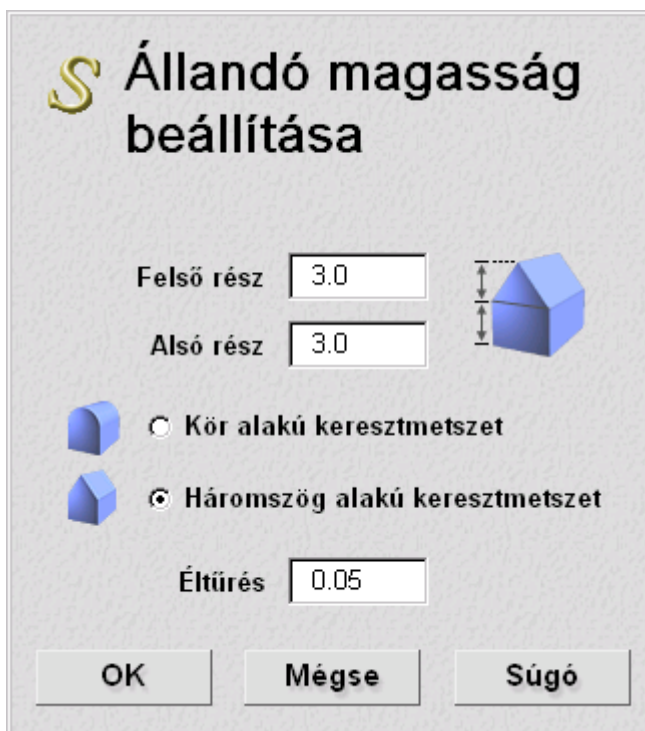 S Állandó magasság
beállítása
Felső rész 3.0
Alsó rész 3.0
Kör alakú keresztmetszet
Háromszög alakú keresztmetszet
Éltűrés 0.05
OK Mégse Súgó